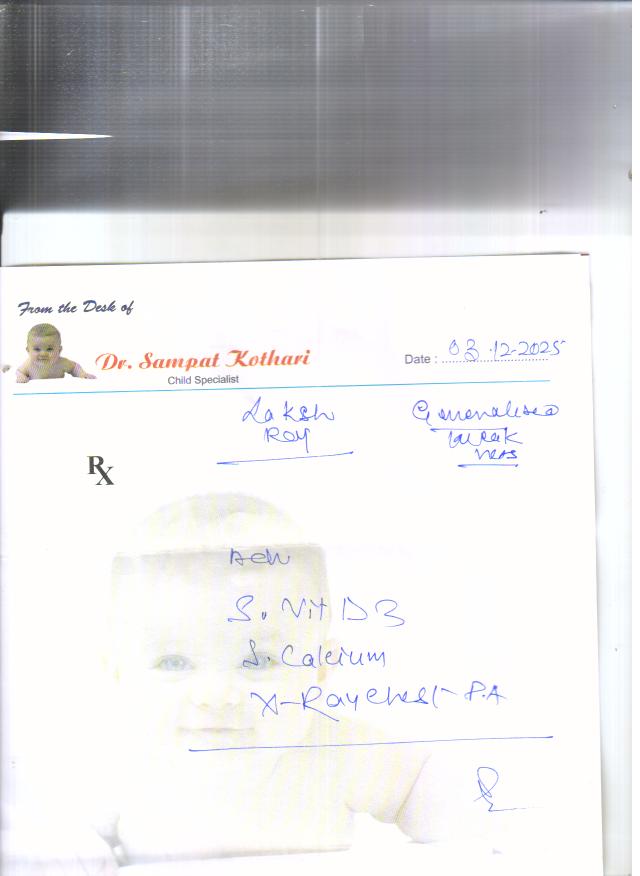 From the Desk of
Dr. Sampat Kothari
Child Specialist
Date : 03.12-2025
Laksh
Roy
Generalised
weak
ness
Rx
Adv
S. Vit D3
S. Calcium
X-Ray Chest P.A